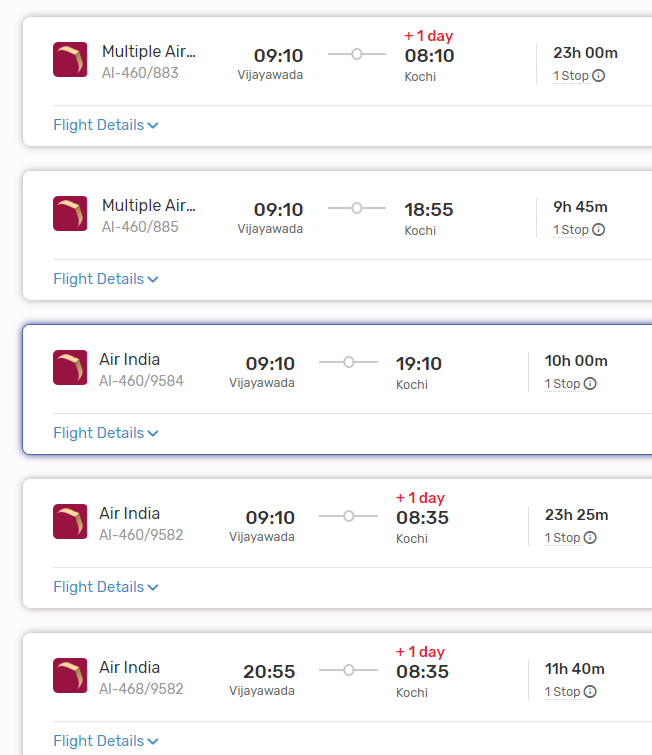 + 1 day
Multiple Air... 09:10 08:10 23h 00m
AI-460/883 Vijayawada Kochi 1 Stop
Flight Details
Multiple Air... 09:10 18:55 9h 45m
AI-460/885 Vijayawada Kochi 1 Stop
Flight Details
Air India 09:10 19:10 10h 00m
AI-460/9584 Vijayawada Kochi 1 Stop
Flight Details
+ 1 day
Air India 09:10 08:35 23h 25m
AI-460/9582 Vijayawada Kochi 1 Stop
Flight Details
+ 1 day
Air India 20:55 08:35 11h 40m
AI-468/9582 Vijayawada Kochi 1 Stop
Flight Details